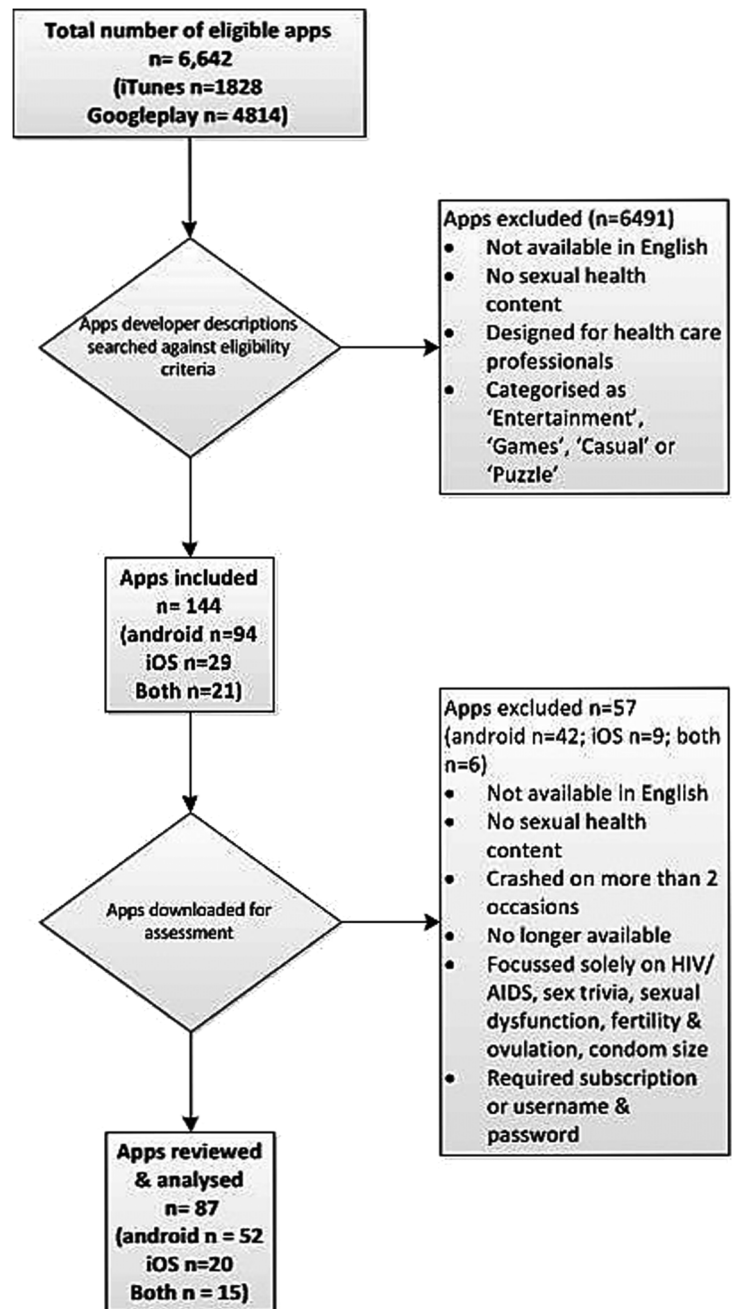 Total number of eligible apps
n= 6,642
(iTunes n=1828
Googleplay n= 4814)
Apps developer descriptions
searched against eligibility
criteria
Apps excluded (n=6491)
• Not available in English
• No sexual health
content
• Designed for health care
professionals
• Categorised as
‘Entertainment’,
‘Games’, ‘Casual’ or
‘Puzzle’
Apps included
n= 144
(android n=94
iOS n=29
Both n=21)
Apps downloaded for
assessment
Apps excluded n=57
(android n=42; iOS n=9; both
n=6)
• Not available in English
• No sexual health
content
• Crashed on more than 2
occasions
• No longer available
• Focussed solely on HIV/
AIDS, sex trivia, sexual
dysfunction, fertility &
ovulation, condom size
• Required subscription
or username &
password
Apps reviewed
& analysed
n= 87
(android n = 52
iOS n=20
Both n = 15)